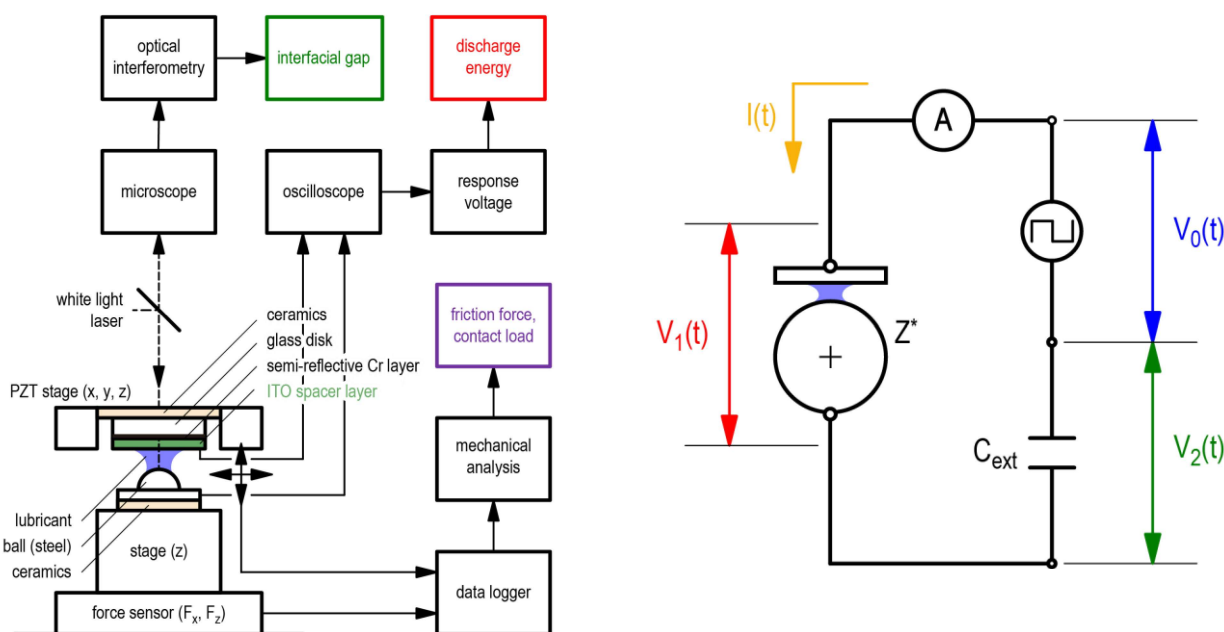 optical
interferometry
interfacial gap
discharge
energy
microscope
oscilloscope
response
voltage
white light
laser
friction force,
contact load
ceramics
glass disk
semi-reflective Cr layer
ITO spacer layer
PZT stage (x, y, z)
mechanical
analysis
lubricant
ball (steel)
ceramics
stage (z)
data logger
force sensor (Fₓ, F_z)
I(t)
A
V₀(t)
V₁(t)
Z*
C_ext
V₂(t)